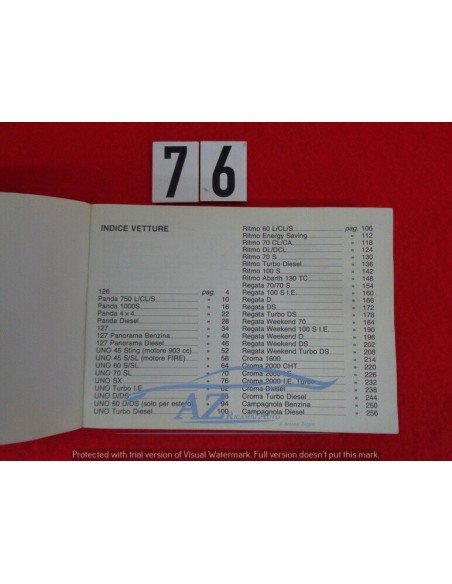 7 6
INDICE VETTURE
126 pag. 4
Panda 750 L/CL/S » 10
Panda 1000S » 16
Panda 4 × 4 » 22
Panda Diesel » 28
127 » 34
127 Panorama Benzina » 40
127 Panorama Diesel » 46
UNO 45 Sting (motore 903 cc) » 52
UNO 45 S/SL (motore FIRE) » 58
UNO 60 S/SL » 64
UNO 70 SL » 70
UNO SX » 76
UNO Turbo I.E.
UNO D/DS
UNO 60 D/DS (solo per estero) » 94
UNO Turbo Diesel » 100
Ritmo 60 L/CL/S pag. 106
Ritmo Energy Saving » 112
Ritmo 70 CL/CA » 118
Ritmo DL/DCL » 124
Ritmo 70 S » 130
Ritmo Turbo Diesel » 136
Ritmo 100 S » 142
Ritmo Abarth 130 TC » 148
Regata 70/70 S » 154
Regata 100 S I.E. » 160
Regata D » 166
Regata DS » 172
Regata Turbo DS » 178
Regata Weekend 70 » 184
Regata Weekend 100 S I.E. » 190
Regata Weekend D » 196
Regata Weekend DS » 202
Regata Weekend Turbo DS » 208
Croma 1600 » 214
Croma 2000 CHT » 220
Croma 2000 I.E. » 226
Croma 2000 I.E. Turbo » 232
Croma Diesel » 238
Croma Turbo Diesel » 244
Campagnola Benzina » 250
Campagnola Diesel » 256
AZ
Protected with trial version of Visual Watermark. Full version doesn't put this mark.